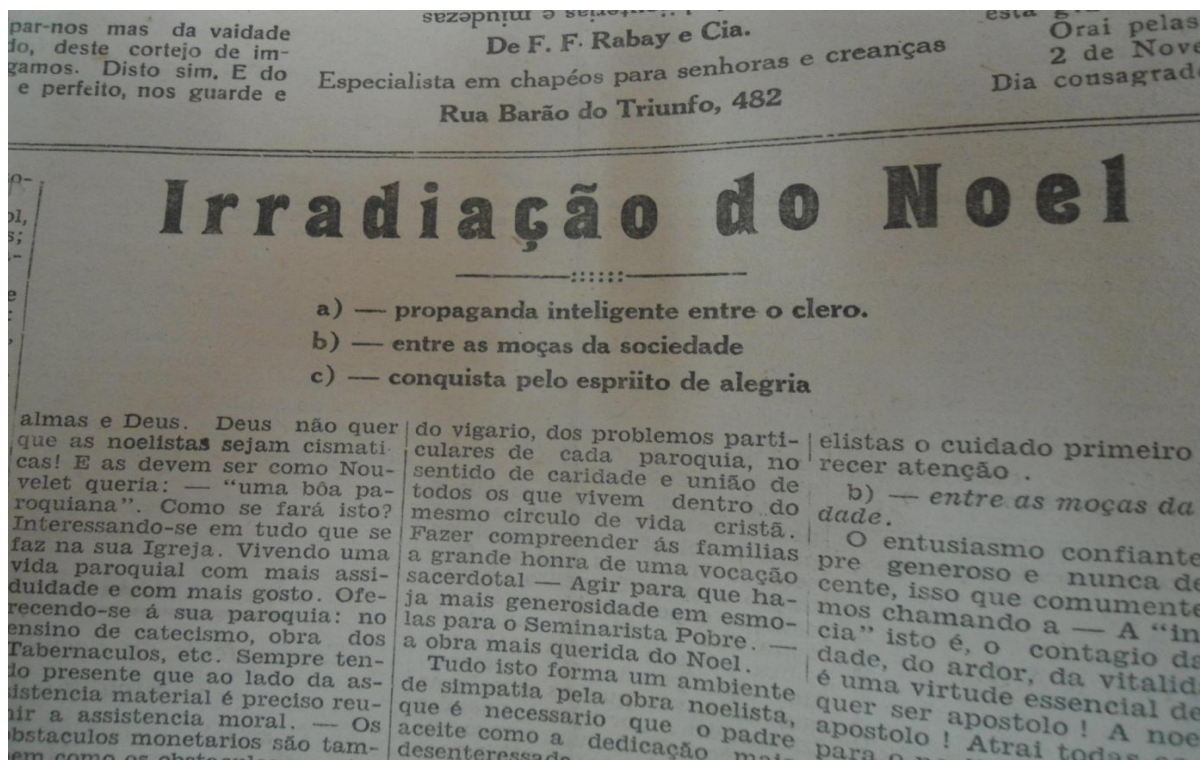 par-nos mas da vaidade
do, deste cortejo de im-
gamos. Disto sim. E do
e perfeito, nos guarde e
e miudezas
De F. F. Rabay e Cia.
Especialista em chapéos para senhoras e creanças
Rua Barão do Triunfo, 482
Orai pelas
2 de Nove
Dia consagrado
Irradiação do Noel
a) — propaganda inteligente entre o clero.
b) — entre as moças da sociedade
c) — conquista pelo espriito de alegria
almas e Deus. Deus não quer
que as noelistas sejam cismati-
cas! E as devem ser como Nou-
velet queria: — "uma bôa pa-
roquiana". Como se fará isto?
Interessando-se em tudo que se
faz na sua Igreja. Vivendo uma
vida paroquial com mais assi-
duidade e com mais gosto. Ofe-
recendo-se á sua paroquia: no
ensino de catecismo, obra dos
Tabernaculos, etc. Sempre ten-
do presente que ao lado da as-
sistencia material é preciso reu-
nir a assistencia moral. — Os
obstaculos monetarios são tam-
do vigario, dos problemas parti-
culares de cada paroquia, no
sentido de caridade e união de
todos os que vivem dentro do
mesmo circulo de vida cristã.
Fazer compreender ás familias
a grande honra de uma vocação
sacerdotal — Agir para que ha-
ja mais generosidade em esmo-
las para o Seminarista Pobre. —
a obra mais querida do Noel.
Tudo isto forma um ambiente
de simpatia pela obra noelista,
que é necessario que o padre
aceite como a dedicação mais
desenteressada
elistas o cuidado primeiro
recer atenção .
b) — entre as moças da
dade.
O entusiasmo confiante
pre generoso e nunca de
cente, isso que comumente
mos chamando a — A "in
cia" isto é, o contagio da
dade, do ardor, da vitalid
é uma virtude essencial de
quer ser apostolo ! A noe
apostolo ! Atrai todas